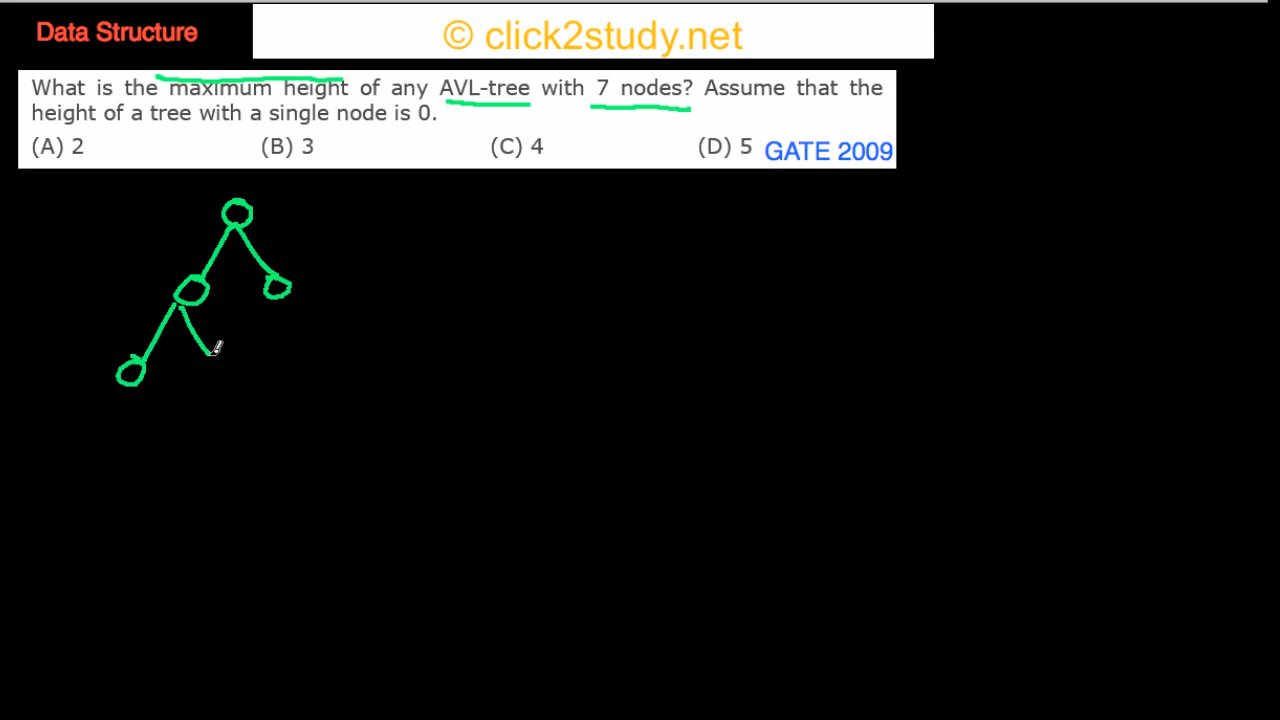 Data Structure
© click2study.net
What is the maximum height of any AVL-tree with 7 nodes? Assume that the
height of a tree with a single node is 0.
(A) 2 (B) 3 (C) 4 (D) 5 GATE 2009